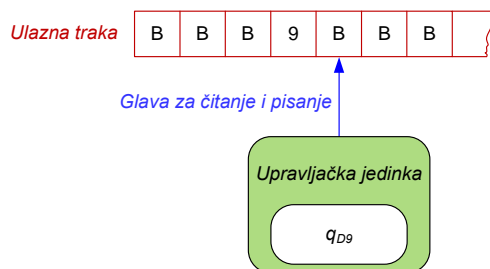 Ulazna traka B B B 9 B B B
Glava za čitanje i pisanje
Upravljačka jedinka
qD9